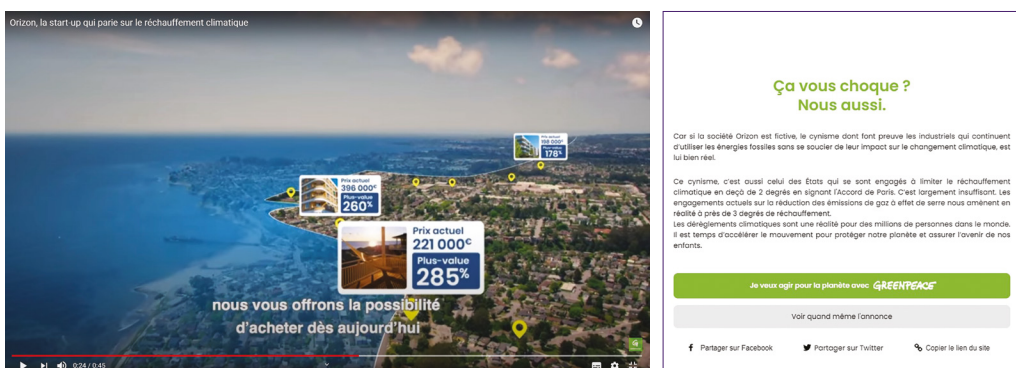 Orizon, la start-up qui parie sur le réchauffement climatique
Prix actuel
198 000€
Plus-value
178%
Prix actuel
396 000€
Plus-value
260%
Prix actuel
221 000€
Plus-value
285%
nous vous offrons la possibilité
d'acheter dès aujourd'hui
0:24 / 0:45
Ça vous choque ?
Nous aussi.
Car si la société Orizon est fictive, le cynisme dont font preuve les industriels qui continuent
d'utiliser les énergies fossiles sans se soucier de leur impact sur le changement climatique, est
lui bien réel.
Ce cynisme, c'est aussi celui des États qui se sont engagés à limiter le réchauffement
climatique en deçà de 2 degrés en signant l'Accord de Paris. C'est largement insuffisant. Les
engagements actuels sur la réduction des émissions de gaz à effet de serre nous amènent en
réalité à près de 3 degrés de réchauffement.
Les dérèglements climatiques sont une réalité pour des millions de personnes dans le monde.
Il est temps d'accélérer le mouvement pour protéger notre planète et assurer l'avenir de nos
enfants.
Je veux agir pour la planète avec GREENPEACE
Voir quand même l'annonce
Partager sur Facebook
Partager sur Twitter
Copier le lien du site